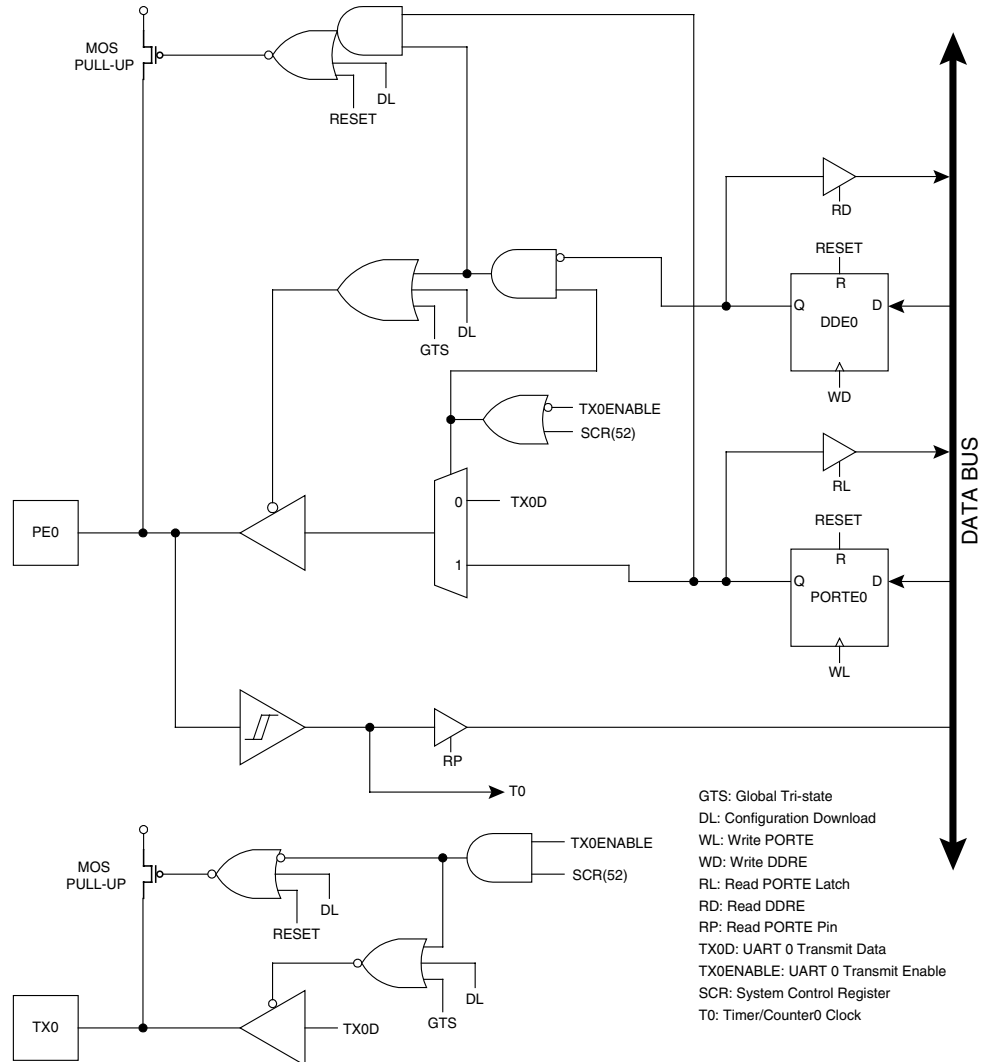 MOS
PULL-UP
DL
RESET
RD
RESET
R
Q
D
DDE0
WD
DL
GTS
TX0ENABLE
SCR(52)
RL
DATA BUS
0
TX0D
RESET
R
PE0
1
Q
D
PORTE0
WL
RP
T0
GTS: Global Tri-state
DL: Configuration Download
WL: Write PORTE
WD: Write DDRE
RL: Read PORTE Latch
RD: Read DDRE
RP: Read PORTE Pin
TX0D: UART 0 Transmit Data
TX0ENABLE: UART 0 Transmit Enable
SCR: System Control Register
T0: Timer/Counter0 Clock
MOS
PULL-UP
TX0ENABLE
SCR(52)
DL
RESET
DL
GTS
TX0
TX0D